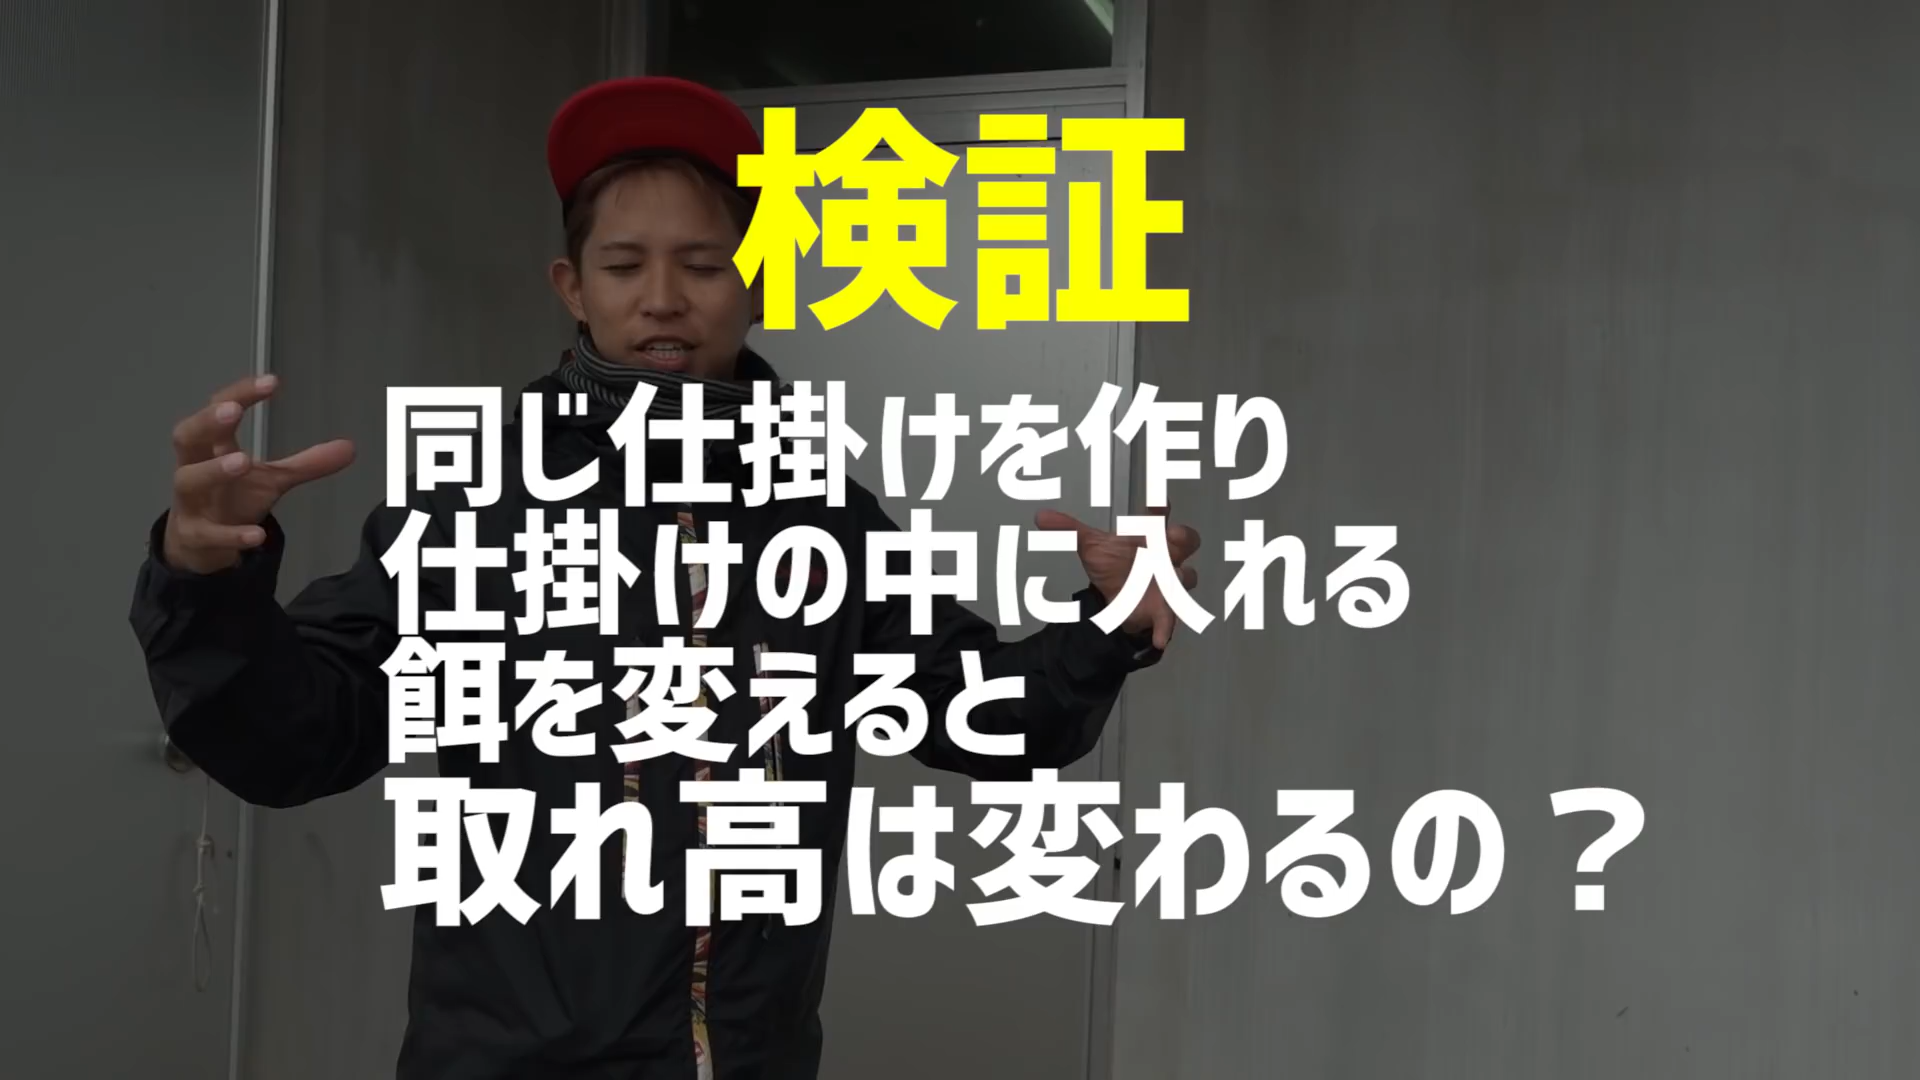 検証
同じ仕掛けを作り
仕掛けの中に入れる
餌を変えると
取れ高は変わるの？